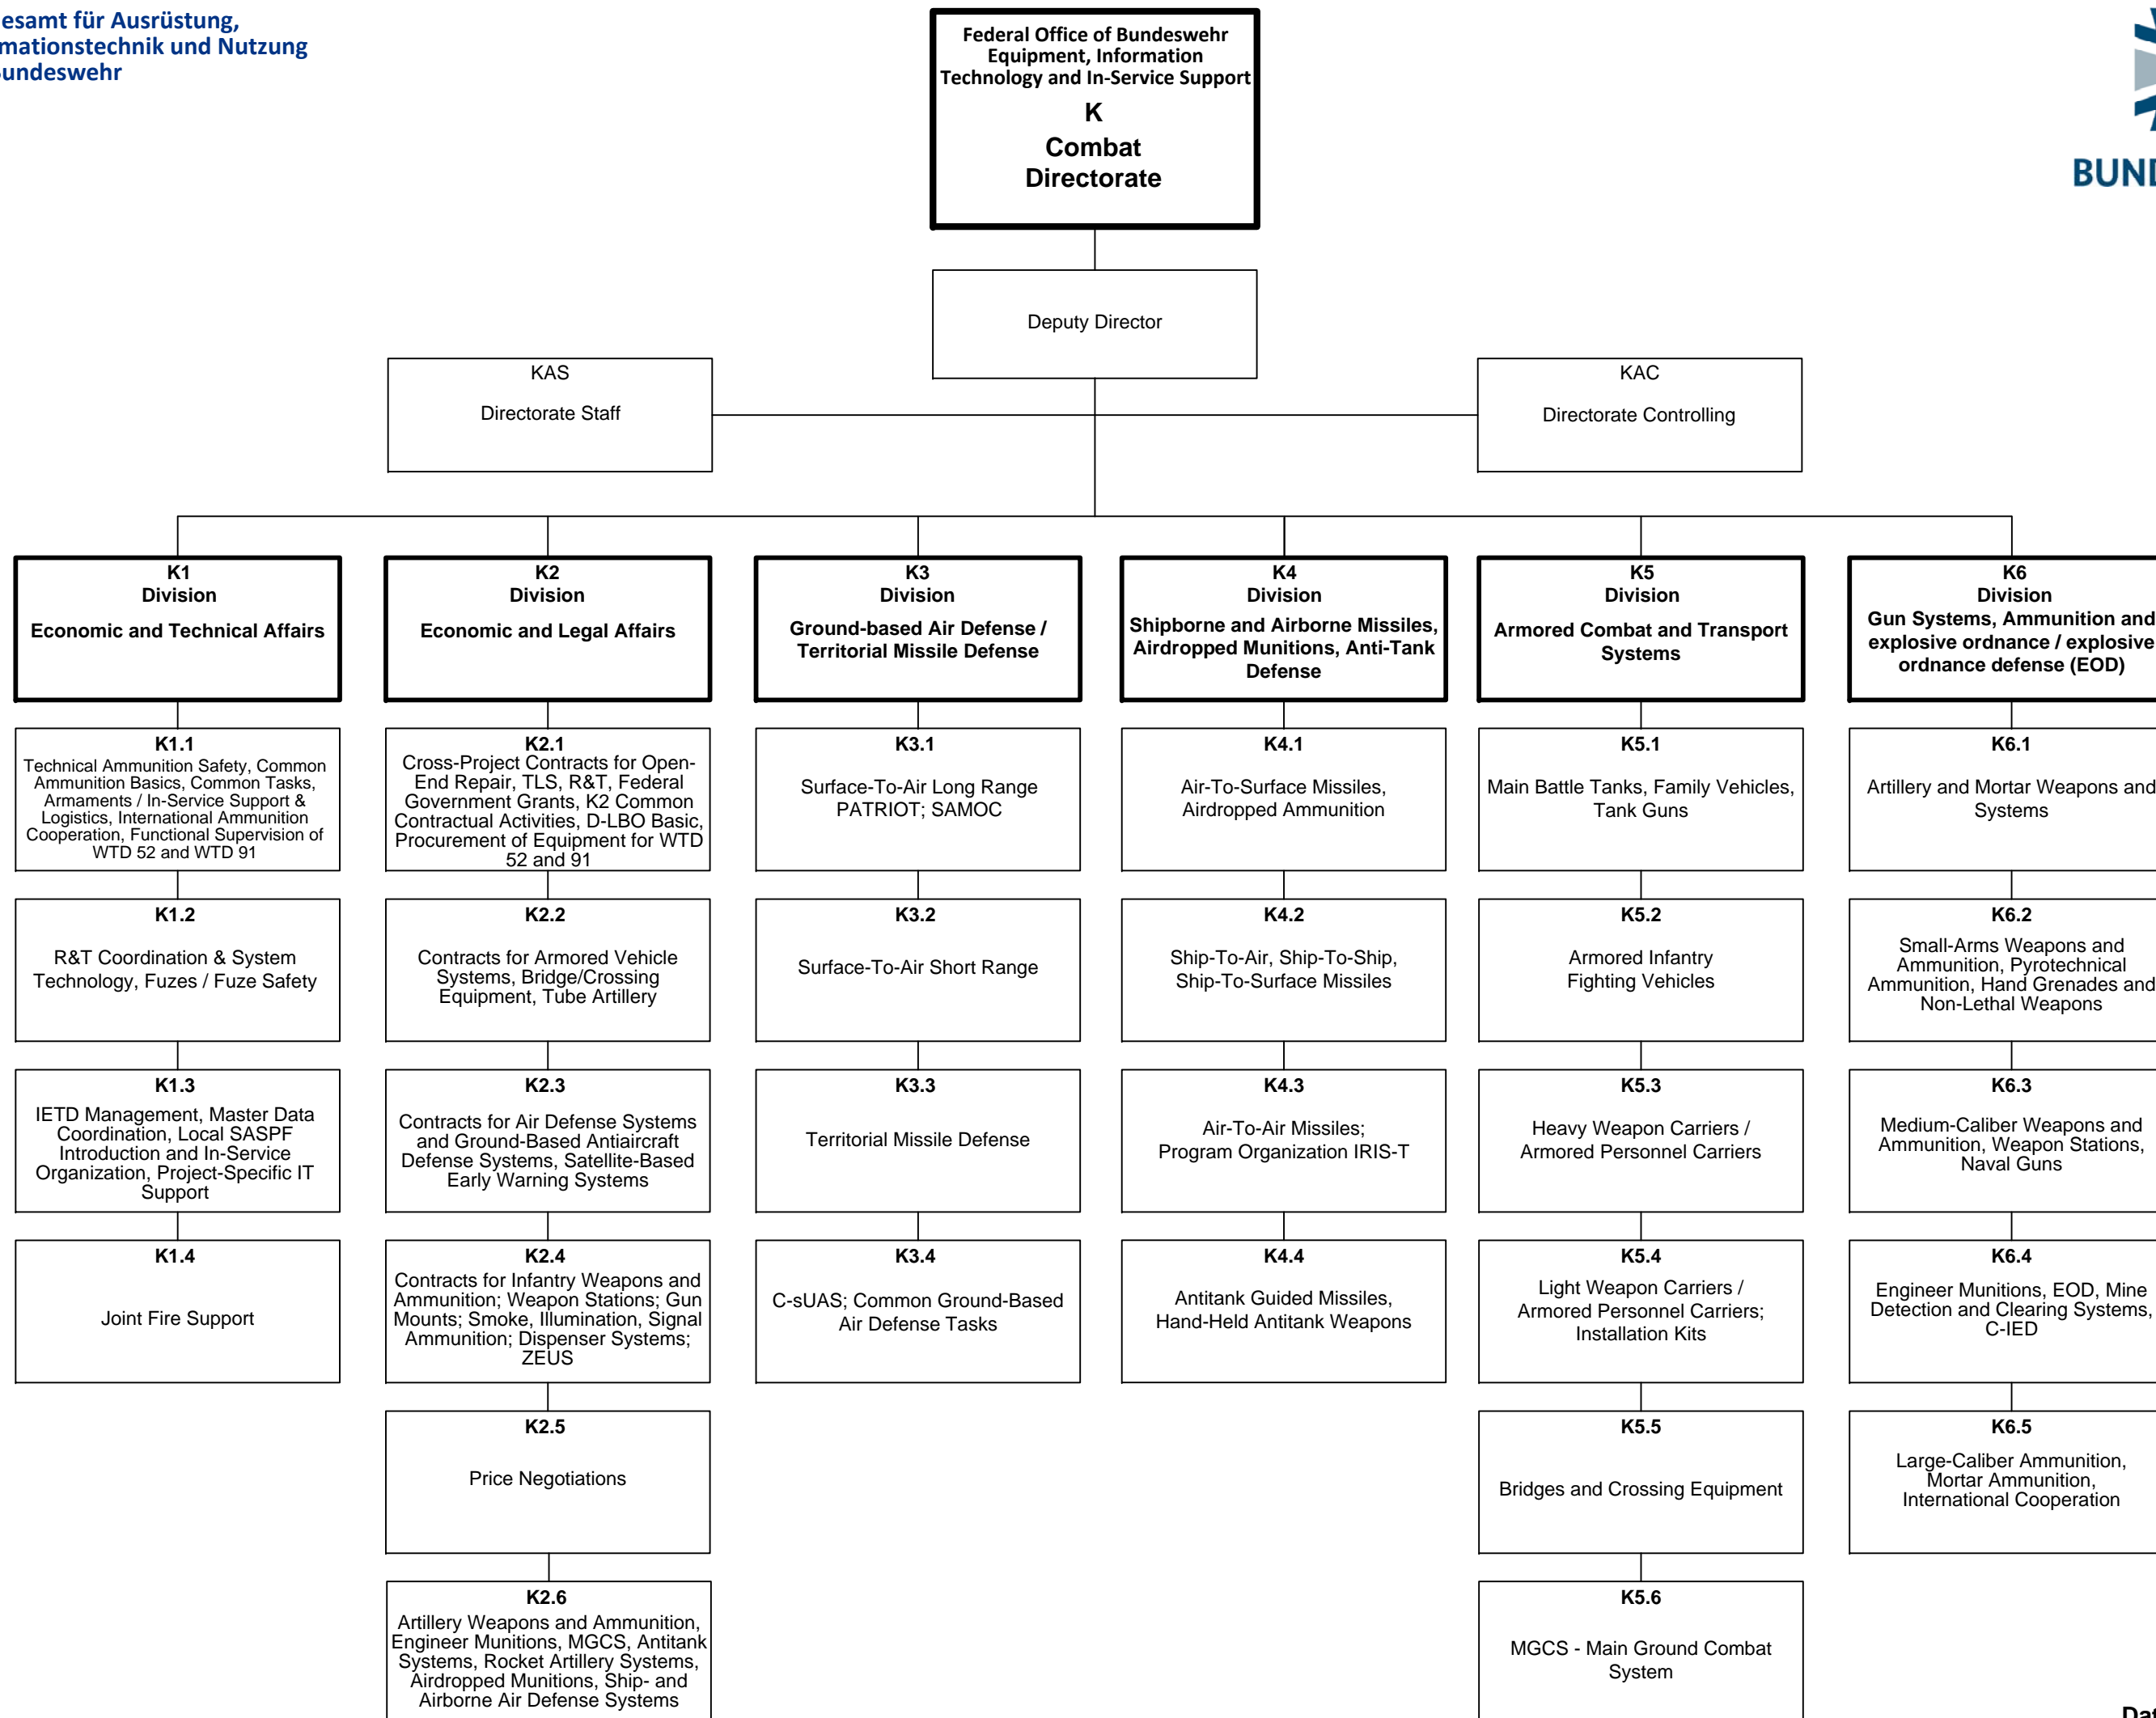 für Ausrüstung,
und Nutzung
Federal Office of Bundeswehr
Equipment, Information
Technology and In-Service Support
K
Combat
Directorate
Deputy Director
KAS
Directorate Staff
KAC
Directorate Controlling
K1
Division
Economic and Technical Affairs
K2
Division
Economic and Legal Affairs
K3
Division
Ground-based Air Defense /
Territorial Missile Defense
K4
Division
Shipborne and Airborne Missiles,
Airdropped Munitions, Anti-Tank
Defense
K5
Division
Armored Combat and Transport
Systems
K6
Division
Gun Systems, Ammunition and
explosive ordnance / explosive
ordnance defense (EOD)
K1.1
Technical Ammunition Safety, Common
Ammunition Basics, Common Tasks,
Armaments / In-Service Support &
Logistics, International Ammunition
Cooperation, Functional Supervision of
WTD 52 and WTD 91
K2.1
Cross-Project Contracts for Open-
End Repair, TLS, R&T, Federal
Government Grants, K2 Common
Contractual Activities, D-LBO Basic,
Procurement of Equipment for WTD
52 and 91
K3.1
Surface-To-Air Long Range
PATRIOT; SAMOC
K4.1
Air-To-Surface Missiles,
Airdropped Ammunition
K5.1
Main Battle Tanks, Family Vehicles,
Tank Guns
K6.1
Artillery and Mortar Weapons and
Systems
K1.2
R&T Coordination & System
Technology, Fuzes / Fuze Safety
K2.2
Contracts for Armored Vehicle
Systems, Bridge/Crossing
Equipment, Tube Artillery
K3.2
Surface-To-Air Short Range
K4.2
Ship-To-Air, Ship-To-Ship,
Ship-To-Surface Missiles
K5.2
Armored Infantry
Fighting Vehicles
K6.2
Small-Arms Weapons and
Ammunition, Pyrotechnical
Ammunition, Hand Grenades and
Non-Lethal Weapons
K1.3
IETD Management, Master Data
Coordination, Local SASPF
Introduction and In-Service
Organization, Project-Specific IT
Support
K2.3
Contracts for Air Defense Systems
and Ground-Based Antiaircraft
Defense Systems, Satellite-Based
Early Warning Systems
K3.3
Territorial Missile Defense
K4.3
Air-To-Air Missiles;
Program Organization IRIS-T
K5.3
Heavy Weapon Carriers /
Armored Personnel Carriers
K6.3
Medium-Caliber Weapons and
Ammunition, Weapon Stations,
Naval Guns
K1.4
Joint Fire Support
K2.4
Contracts for Infantry Weapons and
Ammunition; Weapon Stations; Gun
Mounts; Smoke, Illumination, Signal
Ammunition; Dispenser Systems;
ZEUS
K3.4
C-sUAS; Common Ground-Based
Air Defense Tasks
K4.4
Antitank Guided Missiles,
Hand-Held Antitank Weapons
K5.4
Light Weapon Carriers /
Armored Personnel Carriers;
Installation Kits
K6.4
Engineer Munitions, EOD, Mine
Detection and Clearing Systems,
C-IED
K2.5
Price Negotiations
K5.5
Bridges and Crossing Equipment
K6.5
Large-Caliber Ammunition,
Mortar Ammunition,
International Cooperation
K2.6
Artillery Weapons and Ammunition,
Engineer Munitions, MGCS, Antitank
Systems, Rocket Artillery Systems,
Airdropped Munitions, Ship- and
Airborne Air Defense Systems
K5.6
MGCS - Main Ground Combat
System